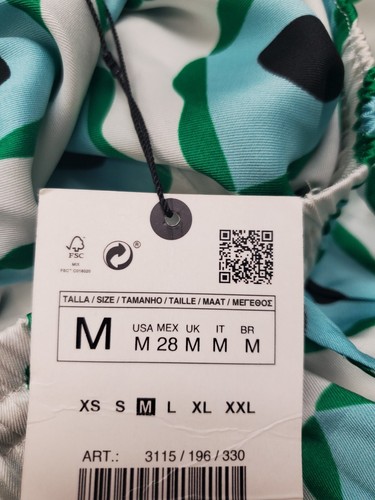 FSC
MIX
®
TALLA / SIZE / TAMANHO / TAILLE / MAAT / ΜΕΓΕΘΟΣ
M USA MEX UK IT BR
M 28 M M M
XS S M L XL XXL
ART.: 3115 / 196 / 330